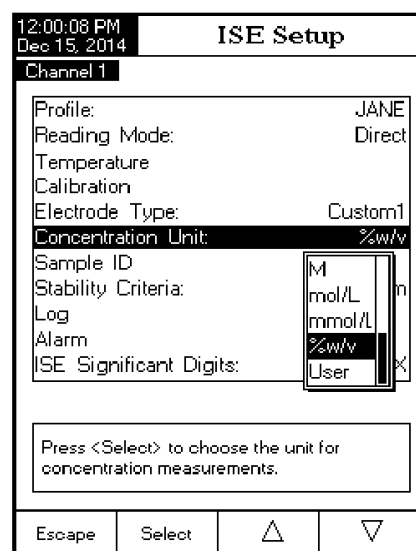 12:00:08 PM
Dec 15, 2014
ISE Setup
Channel 1
Profile: JANE
Reading Mode: Direct
Temperature
Calibration
Electrode Type: Custom1
Concentration Unit: %w/v
Sample ID
Stability Criteria:
Log
Alarm
ISE Significant Digits:
M
mol/L
mmol/L
%w/v
User
Press <Select> to choose the unit for
concentration measurements.
Escape Select